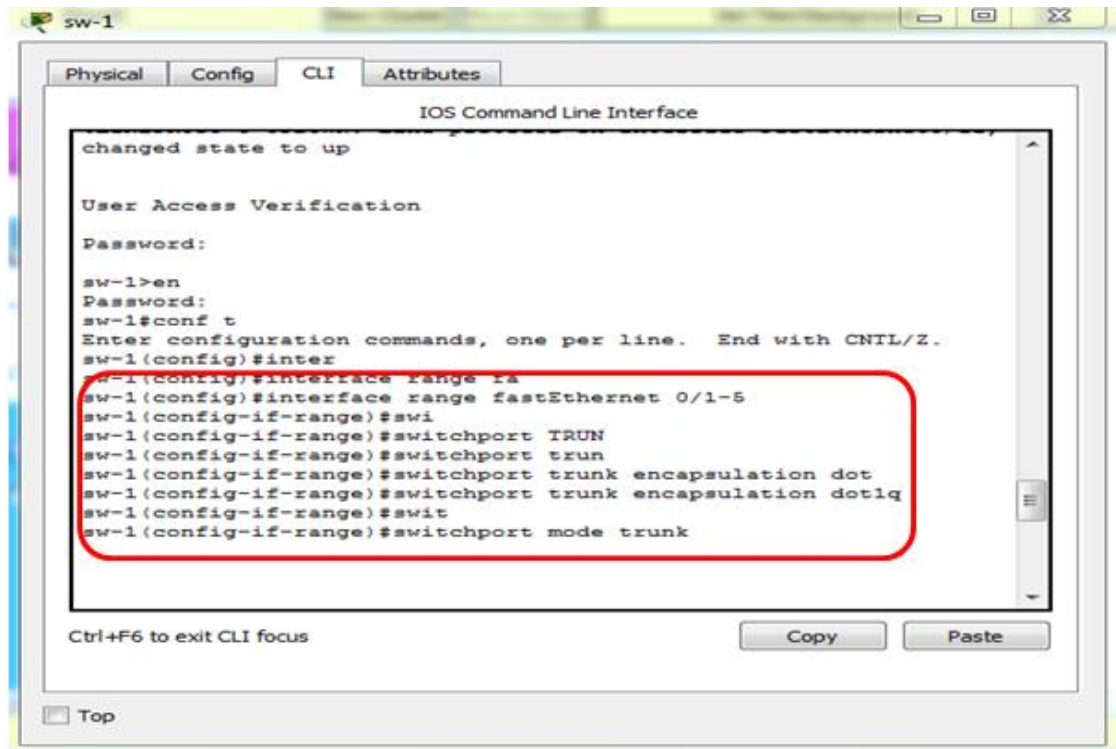 sw-1
Physical Config CLI Attributes
IOS Command Line Interface
changed state to up
User Access Verification
Password:
sw-1>en
Password:
sw-1#conf t
Enter configuration commands, one per line. End with CNTL/Z.
sw-1(config)#inter
sw-1(config)#interface range fa
sw-1(config)#interface range fastEthernet 0/1-5
sw-1(config-if-range)#swi
sw-1(config-if-range)#switchport TRUN
sw-1(config-if-range)#switchport trun
sw-1(config-if-range)#switchport trunk encapsulation dot
sw-1(config-if-range)#switchport trunk encapsulation dot1q
sw-1(config-if-range)#swit
sw-1(config-if-range)#switchport mode trunk
Ctrl+F6 to exit CLI focus
Copy Paste
Top